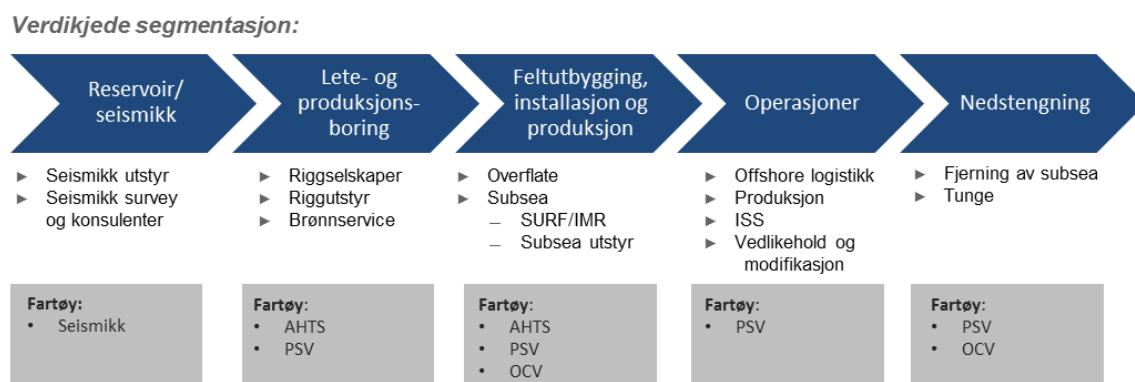 Verdikjede segmentasjon:
Reservoir/
seismikk
Lete- og
produksjons-
boring
Feltutbygging,
installasjon og
produksjon
Operasjoner
Nedstengning
► Seismikk utstyr
► Seismikk survey
og konsulenter
► Riggselskaper
► Riggutstyr
► Brønnservice
► Overflate
► Subsea
– SURF/IMR
– Subsea utstyr
► Offshore logistikk
► Produksjon
► ISS
► Vedlikehold og
modifikasjon
► Fjerning av subsea
► Tunge
Fartøy:
• Seismikk
Fartøy:
• AHTS
• PSV
Fartøy:
• AHTS
• PSV
• OCV
Fartøy:
• PSV
Fartøy:
• PSV
• OCV